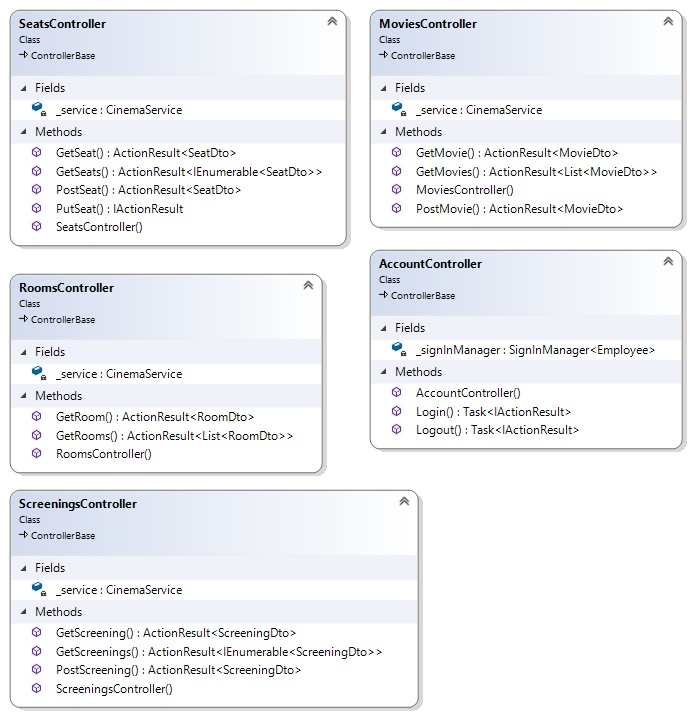 SeatsController
Class
ControllerBase
Fields
_service : CinemaService
Methods
GetSeat() : ActionResult<SeatDto>
GetSeats() : ActionResult<IEnumerable<SeatDto>>
PostSeat() : ActionResult<SeatDto>
PutSeat() : IActionResult
SeatsController()
MoviesController
Class
ControllerBase
Fields
_service : CinemaService
Methods
GetMovie() : ActionResult<MovieDto>
GetMovies() : ActionResult<List<MovieDto>>
MoviesController()
PostMovie() : ActionResult<MovieDto>
RoomsController
Class
ControllerBase
Fields
_service : CinemaService
Methods
GetRoom() : ActionResult<RoomDto>
GetRooms() : ActionResult<List<RoomDto>>
RoomsController()
AccountController
Class
ControllerBase
Fields
_signInManager : SignInManager<Employee>
Methods
AccountController()
Login() : Task<IActionResult>
Logout() : Task<IActionResult>
ScreeningsController
Class
ControllerBase
Fields
_service : CinemaService
Methods
GetScreening() : ActionResult<ScreeningDto>
GetScreenings() : ActionResult<IEnumerable<ScreeningDto>>
PostScreening() : ActionResult<ScreeningDto>
ScreeningsController()